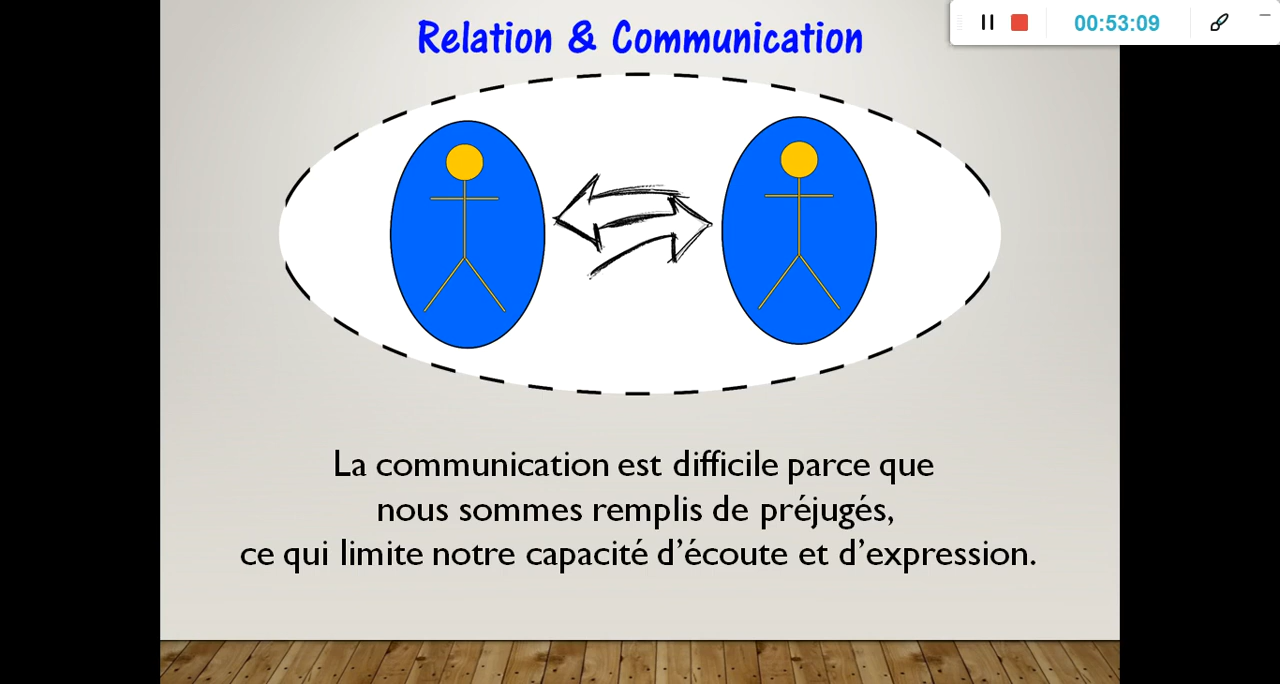 Relation & Communication
00:53:09
La communication est difficile parce que
nous sommes remplis de préjugés,
ce qui limite notre capacité d’écoute et d’expression.